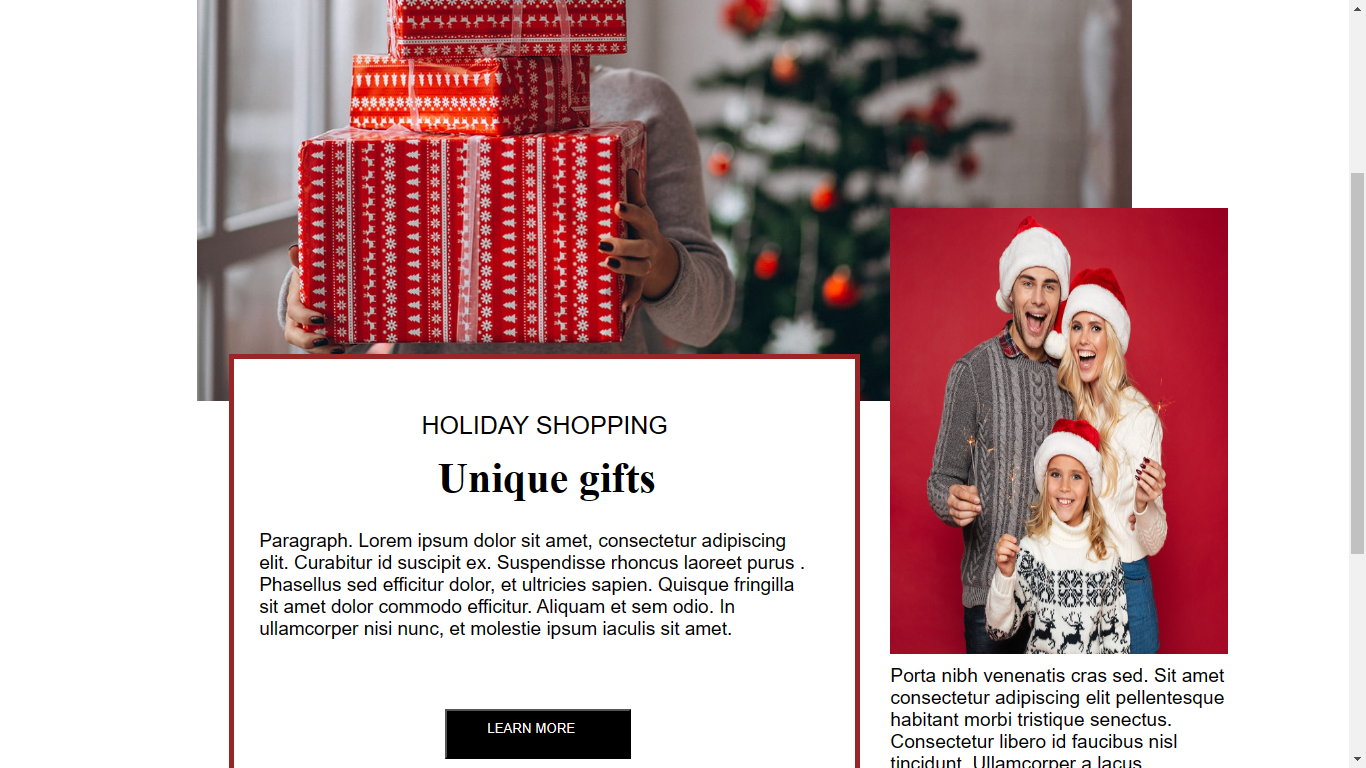 HOLIDAY SHOPPING
Unique gifts
Paragraph. Lorem ipsum dolor sit amet, consectetur adipiscing
elit. Curabitur id suscipit ex. Suspendisse rhoncus laoreet purus .
Phasellus sed efficitur dolor, et ultricies sapien. Quisque fringilla
sit amet dolor commodo efficitur. Aliquam et sem odio. In
ullamcorper nisi nunc, et molestie ipsum iaculis sit amet.
LEARN MORE
Porta nibh venenatis cras sed. Sit amet
consectetur adipiscing elit pellentesque
habitant morbi tristique senectus.
Consectetur libero id faucibus nisl
tincidunt. Ullamcorper a lacus